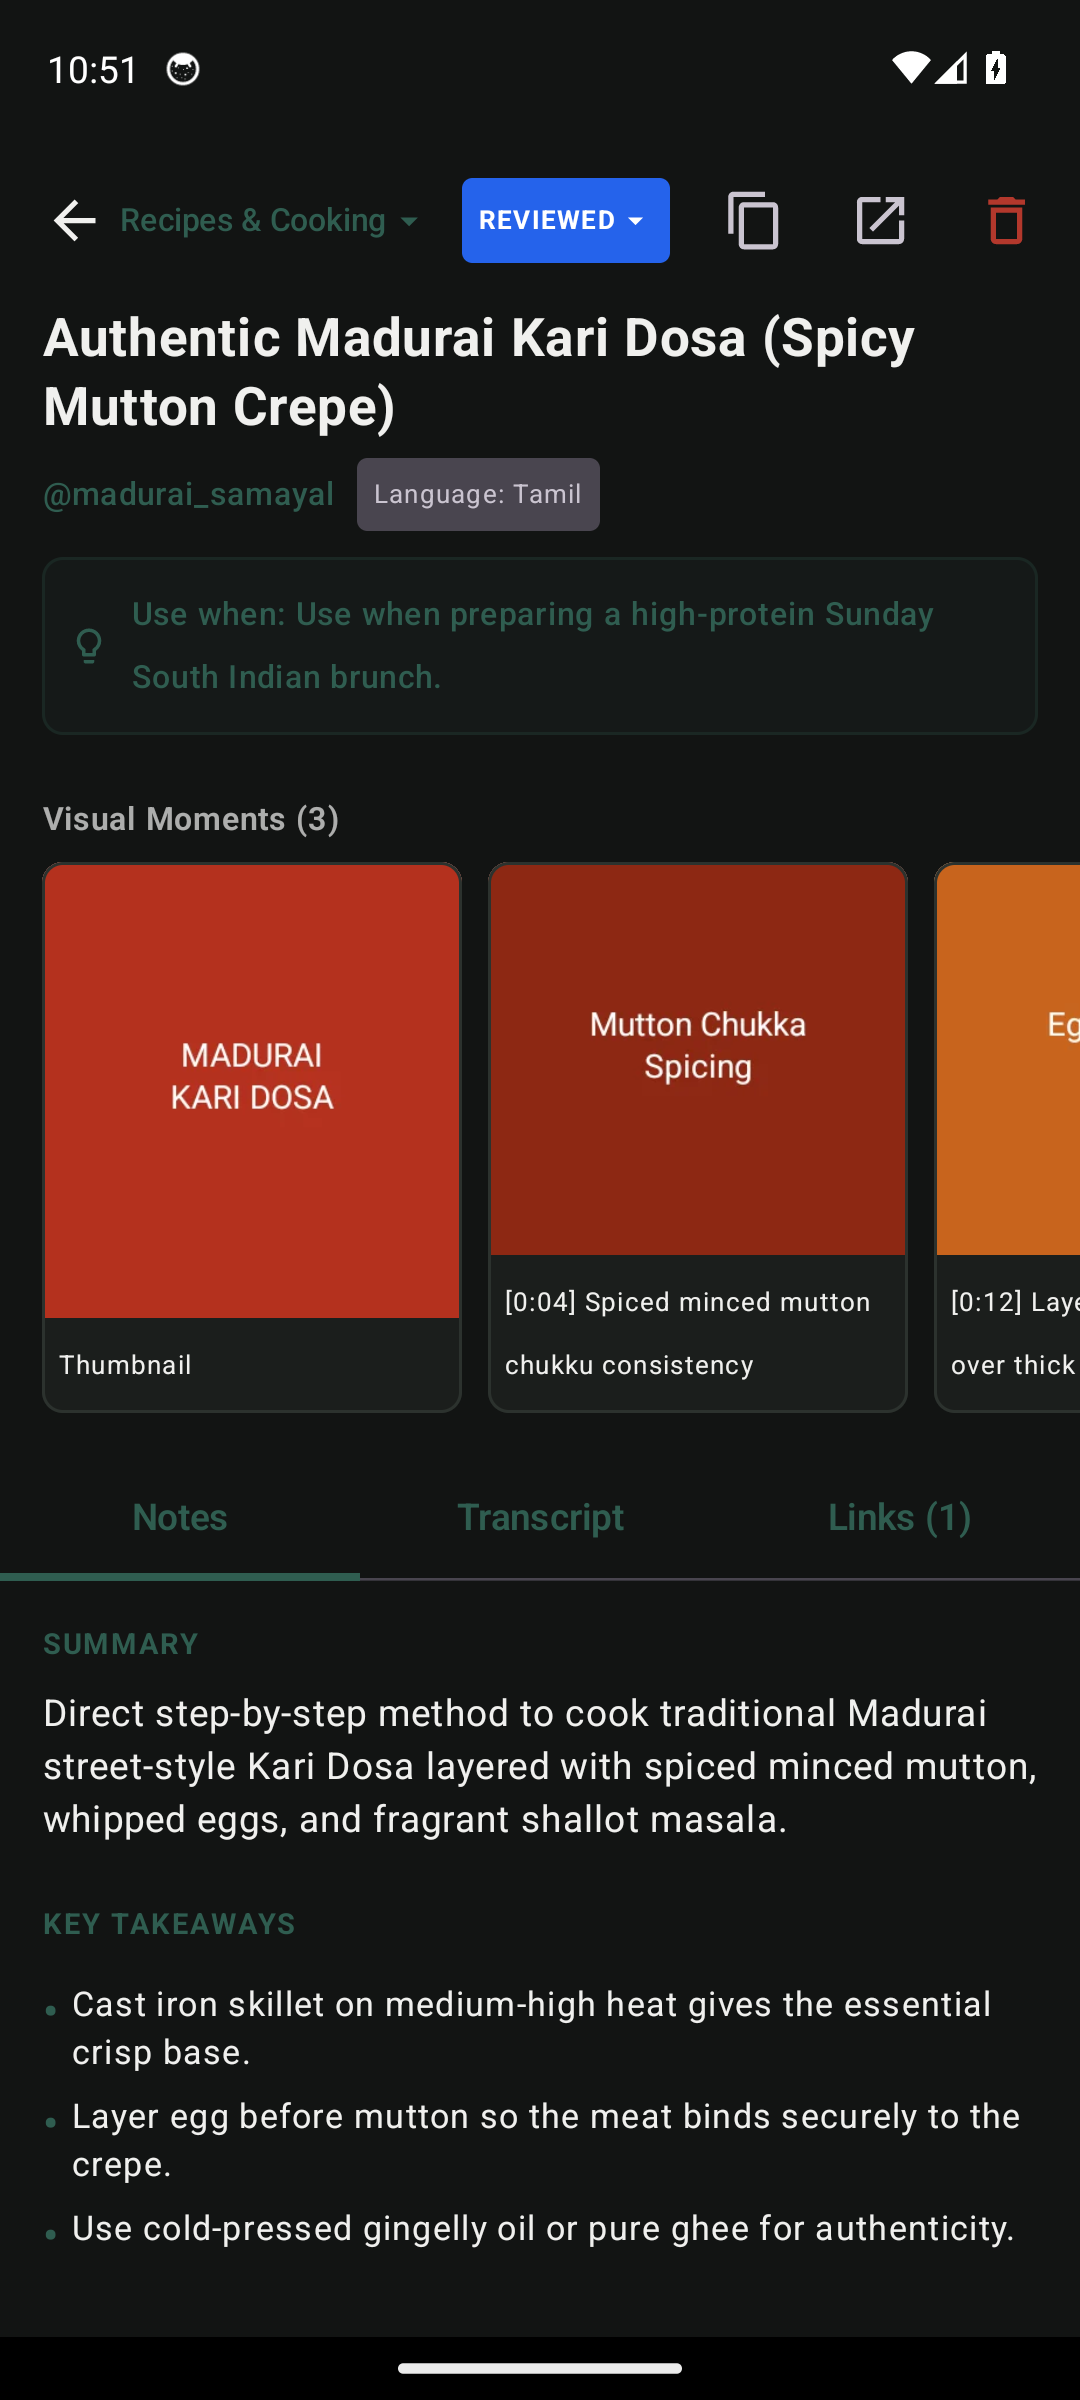 10:51
Recipes & Cooking
REVIEWED
Authentic Madurai Kari Dosa (Spicy
Mutton Crepe)
@madurai_samayal
Language: Tamil
Use when: Use when preparing a high-protein Sunday
South Indian brunch.
Visual Moments (3)
MADURAI
KARI DOSA
Thumbnail
Mutton Chukka
Spicing
[0:04] Spiced minced mutton
chukku consistency
[0:12]
over thick
Notes
Transcript
Links (1)
SUMMARY
Direct step-by-step method to cook traditional Madurai
street-style Kari Dosa layered with spiced minced mutton,
whipped eggs, and fragrant shallot masala.
KEY TAKEAWAYS
• Cast iron skillet on medium-high heat gives the essential
crisp base.
• Layer egg before mutton so the meat binds securely to the
crepe.
• Use cold-pressed gingelly oil or pure ghee for authenticity.